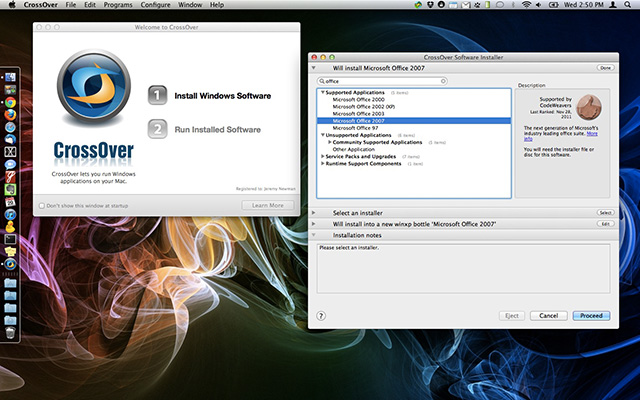 CrossOver File Edit Programs Configure Window Help
Wed 2:50 PM
Welcome to CrossOver
1 Install Windows Software
2 Run Installed Software
CrossOver
CrossOver lets you run Windows
applications on your Mac.
Registered to Jeremy Newman
Don't show this window at startup
Learn More
CrossOver Software Installer
Will install Microsoft Office 2007
Done
office
Supported Applications (5 items)
Microsoft Office 2000
Microsoft Office 2002 (XP)
Microsoft Office 2003
Microsoft Office 2007
Microsoft Office 97
Unsupported Applications (6 items)
Community Supported Applications (5 items)
Other Application
Service Packs and Upgrades (7 items)
Runtime Support Components (1 items)
Description
Supported by
CodeWeavers
Last Ranked: Nov 28,
2011
The next generation of Microsoft's
industry leading office suite. More
info
You will need the installer file or
disc for this software.
Select an installer
Select
Will install into a new winxp bottle 'Microsoft Office 2007'
Edit
Installation notes
Please select an installer.
?
Eject
Cancel
Proceed